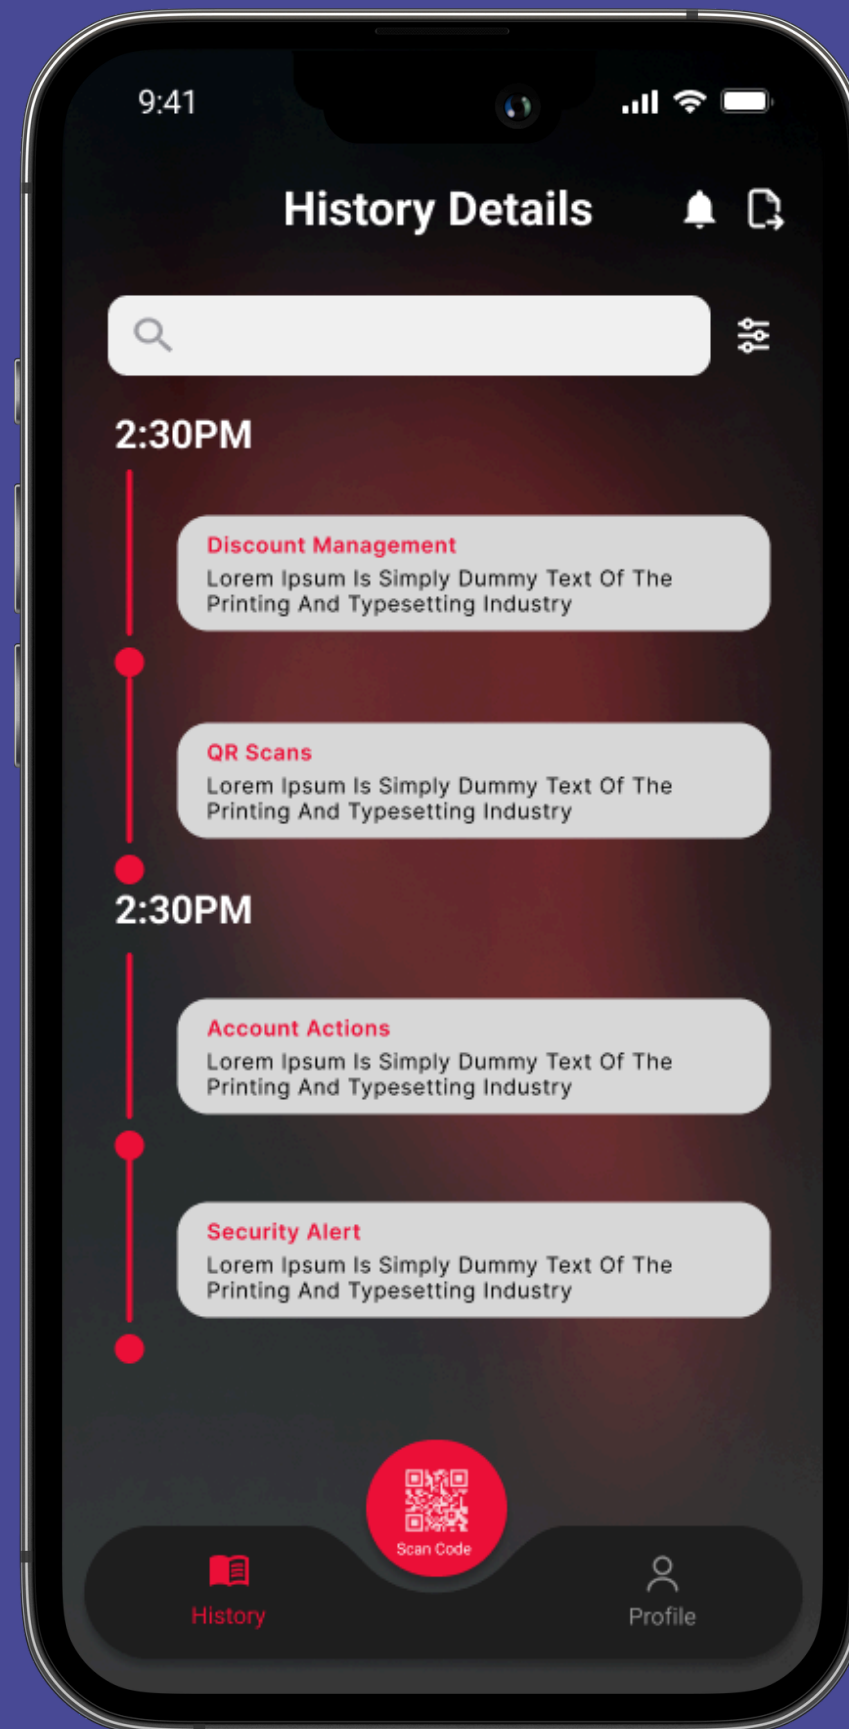 9:41
History Details
2:30PM
Discount Management
Lorem Ipsum Is Simply Dummy Text Of The
Printing And Typesetting Industry
QR Scans
Lorem Ipsum Is Simply Dummy Text Of The
Printing And Typesetting Industry
2:30PM
Account Actions
Lorem Ipsum Is Simply Dummy Text Of The
Printing And Typesetting Industry
Security Alert
Lorem Ipsum Is Simply Dummy Text Of The
Printing And Typesetting Industry
Scan Code
History
Profile